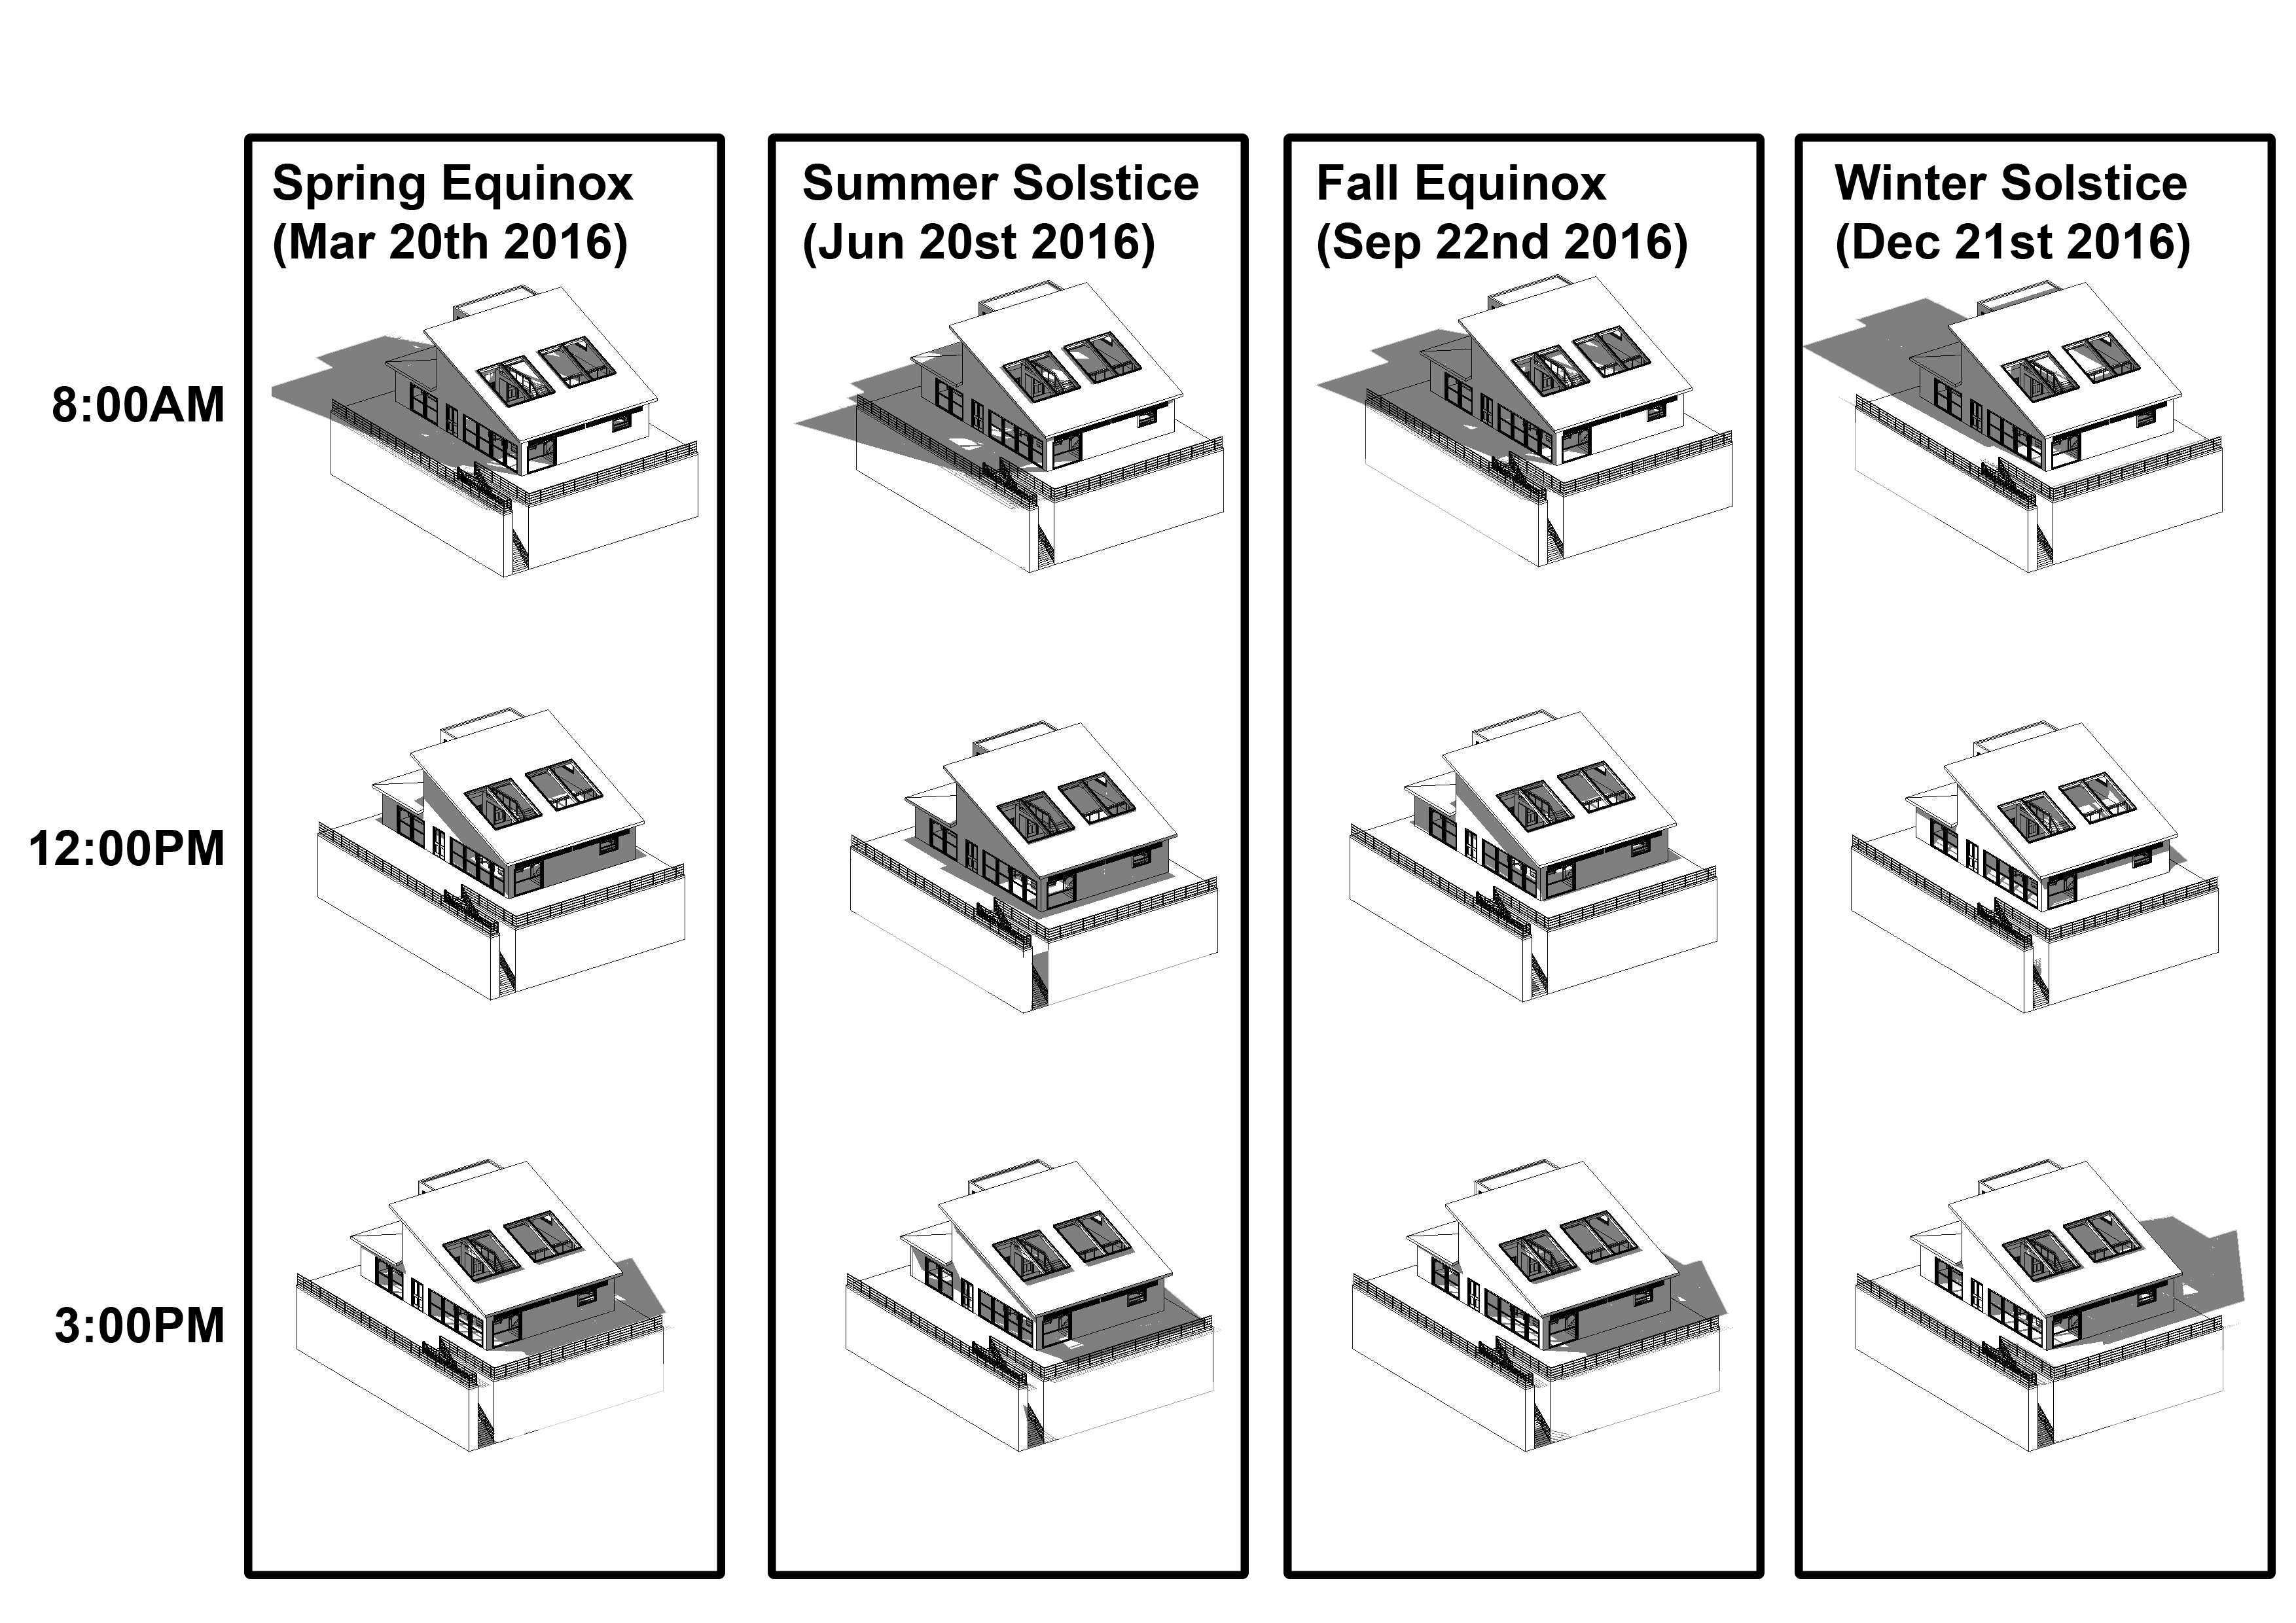 Spring Equinox
(Mar 20th 2016)
Summer Solstice
(Jun 20st 2016)
Fall Equinox
(Sep 22nd 2016)
Winter Solstice
(Dec 21st 2016)
8:00AM
12:00PM
3:00PM